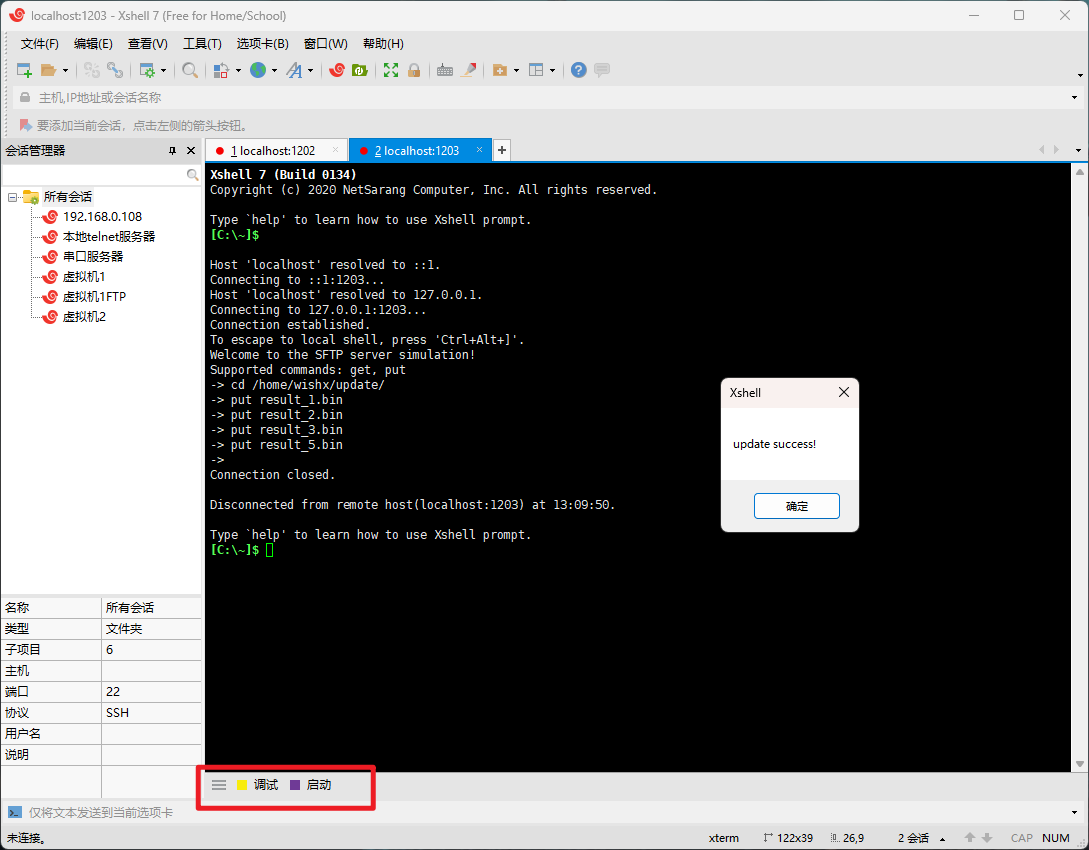 localhost:1203 - Xshell 7 (Free for Home/School)
文件(F) 编辑(E) 查看(V) 工具(T) 选项卡(B) 窗口(W) 帮助(H)
主机,IP地址或会话名称
要添加当前会话，点击左侧的箭头按钮。
会话管理器
1 localhost:1202
2 localhost:1203
所有会话
192.168.0.108
本地telnet服务器
串口服务器
虚拟机1
虚拟机1FTP
虚拟机2
名称 所有会话
类型 文件夹
子项目 6
主机
端口 22
协议 SSH
用户名
说明
Xshell 7 (Build 0134)
Copyright (c) 2020 NetSarang Computer, Inc. All rights reserved.
Type `help' to learn how to use Xshell prompt.
[C:\~]$
Host 'localhost' resolved to ::1.
Connecting to ::1:1203...
Host 'localhost' resolved to 127.0.0.1.
Connecting to 127.0.0.1:1203...
Connection established.
To escape to local shell, press 'Ctrl+Alt+]'.
Welcome to the SFTP server simulation!
Supported commands: get, put
-> cd /home/wishx/update/
-> put result_1.bin
-> put result_2.bin
-> put result_3.bin
-> put result_5.bin
->
Connection closed.
Disconnected from remote host(localhost:1203) at 13:09:50.
Type `help' to learn how to use Xshell prompt.
[C:\~]$
Xshell
update success!
确定
调试 启动
仅将文本发送到当前选项卡
未连接。
xterm 122x39 26,9 2 会话 CAP NUM